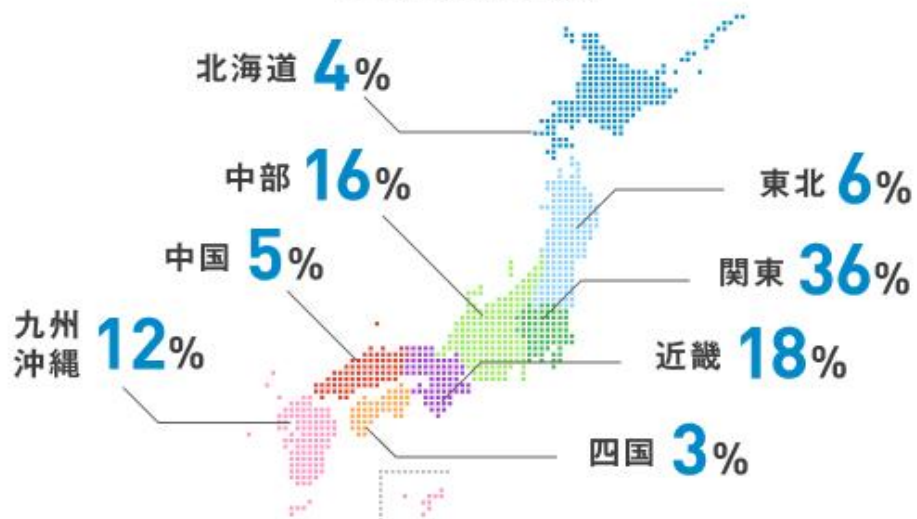 北海道 4%
中部 16%
東北 6%
中国 5%
関東 36%
九州
沖縄 12%
近畿 18%
四国 3%